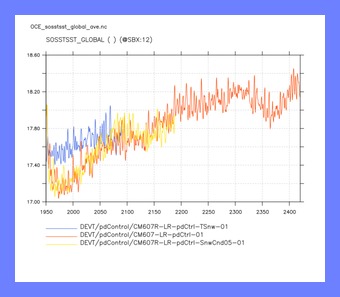 OCE_sosstsst_global_ave.nc
SOSSTSST_GLOBAL ( ) (@SBX:12)
18.60
18.20
17.80
17.40
17.00
1950 2000 2050 2100 2150 2200 2250 2300 2350 2400
DEVT/pdControl/CM607R-LR-pdCtrl-TSnw-01
DEVT/pdControl/CM607-LR-pdCtrl-01
DEVT/pdControl/CM607R-LR-pdCtrl-SnwCnd05-01